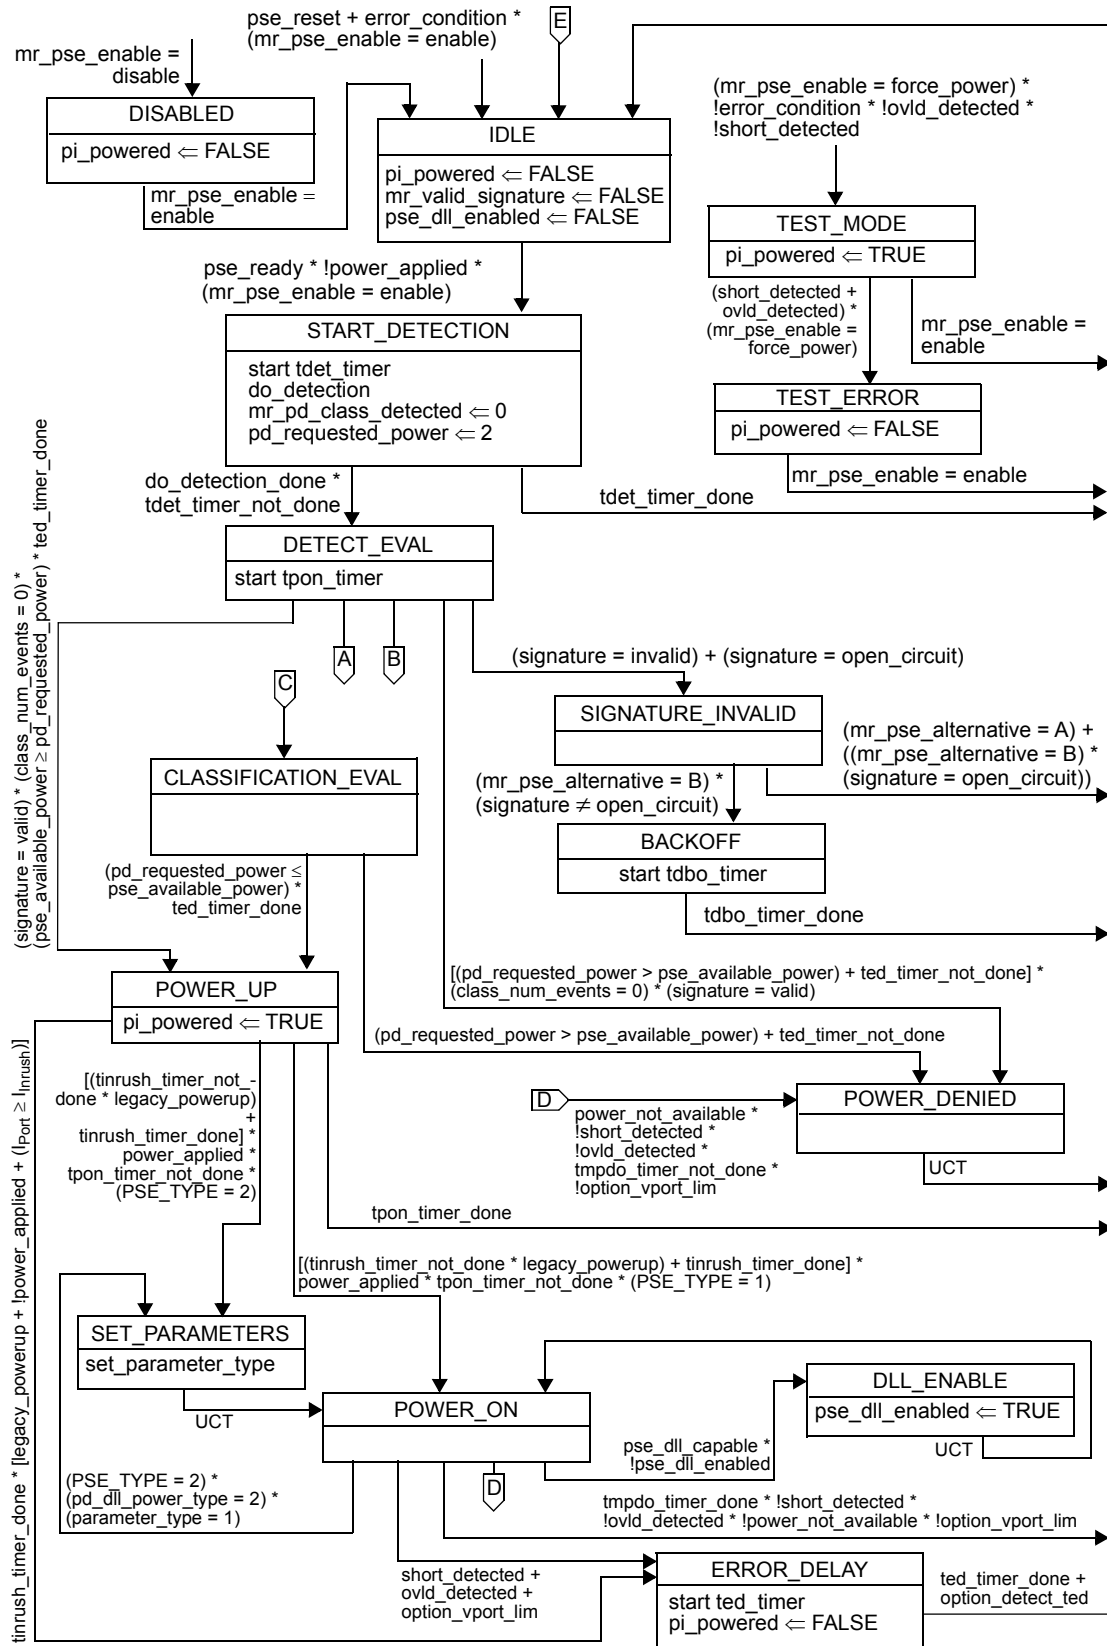 pse_reset + error_condition *
(mr_pse_enable = enable)
E
mr_pse_enable =
disable
DISABLED
pi_powered ⇐ FALSE
mr_pse_enable =
enable
IDLE
pi_powered ⇐ FALSE
mr_valid_signature ⇐ FALSE
pse_dll_enabled ⇐ FALSE
(mr_pse_enable = force_power) *
!error_condition * !ovld_detected *
!short_detected
TEST_MODE
pi_powered ⇐ TRUE
(short_detected +
ovld_detected) *
(mr_pse_enable =
force_power)
mr_pse_enable =
enable
TEST_ERROR
pi_powered ⇐ FALSE
mr_pse_enable = enable
pse_ready * !power_applied *
(mr_pse_enable = enable)
START_DETECTION
start tdet_timer
do_detection
mr_pd_class_detected ⇐ 0
pd_requested_power ⇐ 2
do_detection_done *
tdet_timer_not_done
tdet_timer_done
DETECT_EVAL
start tpon_timer
(signature = valid) * (class_num_events = 0) *
(pse_available_power ≥ pd_requested_power) * ted_timer_done
A
B
C
(signature = invalid) + (signature = open_circuit)
SIGNATURE_INVALID
(mr_pse_alternative = A) +
((mr_pse_alternative = B) *
(signature = open_circuit))
(mr_pse_alternative = B) *
(signature ≠ open_circuit)
BACKOFF
start tdbo_timer
tdbo_timer_done
CLASSIFICATION_EVAL
(pd_requested_power ≤
pse_available_power) *
ted_timer_done
[(pd_requested_power > pse_available_power) + ted_timer_not_done] *
(class_num_events = 0) * (signature = valid)
POWER_UP
pi_powered ⇐ TRUE
(pd_requested_power > pse_available_power) + ted_timer_not_done
[(tinrush_timer_not_-
done * legacy_powerup)
+
tinrush_timer_done] *
power_applied *
tpon_timer_not_done *
(PSE_TYPE = 2)
D
power_not_available *
!short_detected *
!ovld_detected *
tmpdo_timer_not_done *
!option_vport_lim
POWER_DENIED
UCT
tpon_timer_done
[(tinrush_timer_not_done * legacy_powerup) + tinrush_timer_done] *
power_applied * tpon_timer_not_done * (PSE_TYPE = 1)
tinrush_timer_done * [legacy_powerup + !power_applied + (IPort ≥ IInrush)]
SET_PARAMETERS
set_parameter_type
UCT
POWER_ON
DLL_ENABLE
pse_dll_enabled ⇐ TRUE
UCT
pse_dll_capable *
!pse_dll_enabled
D
(PSE_TYPE = 2) *
(pd_dll_power_type = 2) *
(parameter_type = 1)
tmpdo_timer_done * !short_detected *
!ovld_detected * !power_not_available * !option_vport_lim
short_detected +
ovld_detected +
option_vport_lim
ERROR_DELAY
start ted_timer
pi_powered ⇐ FALSE
ted_timer_done +
option_detect_ted